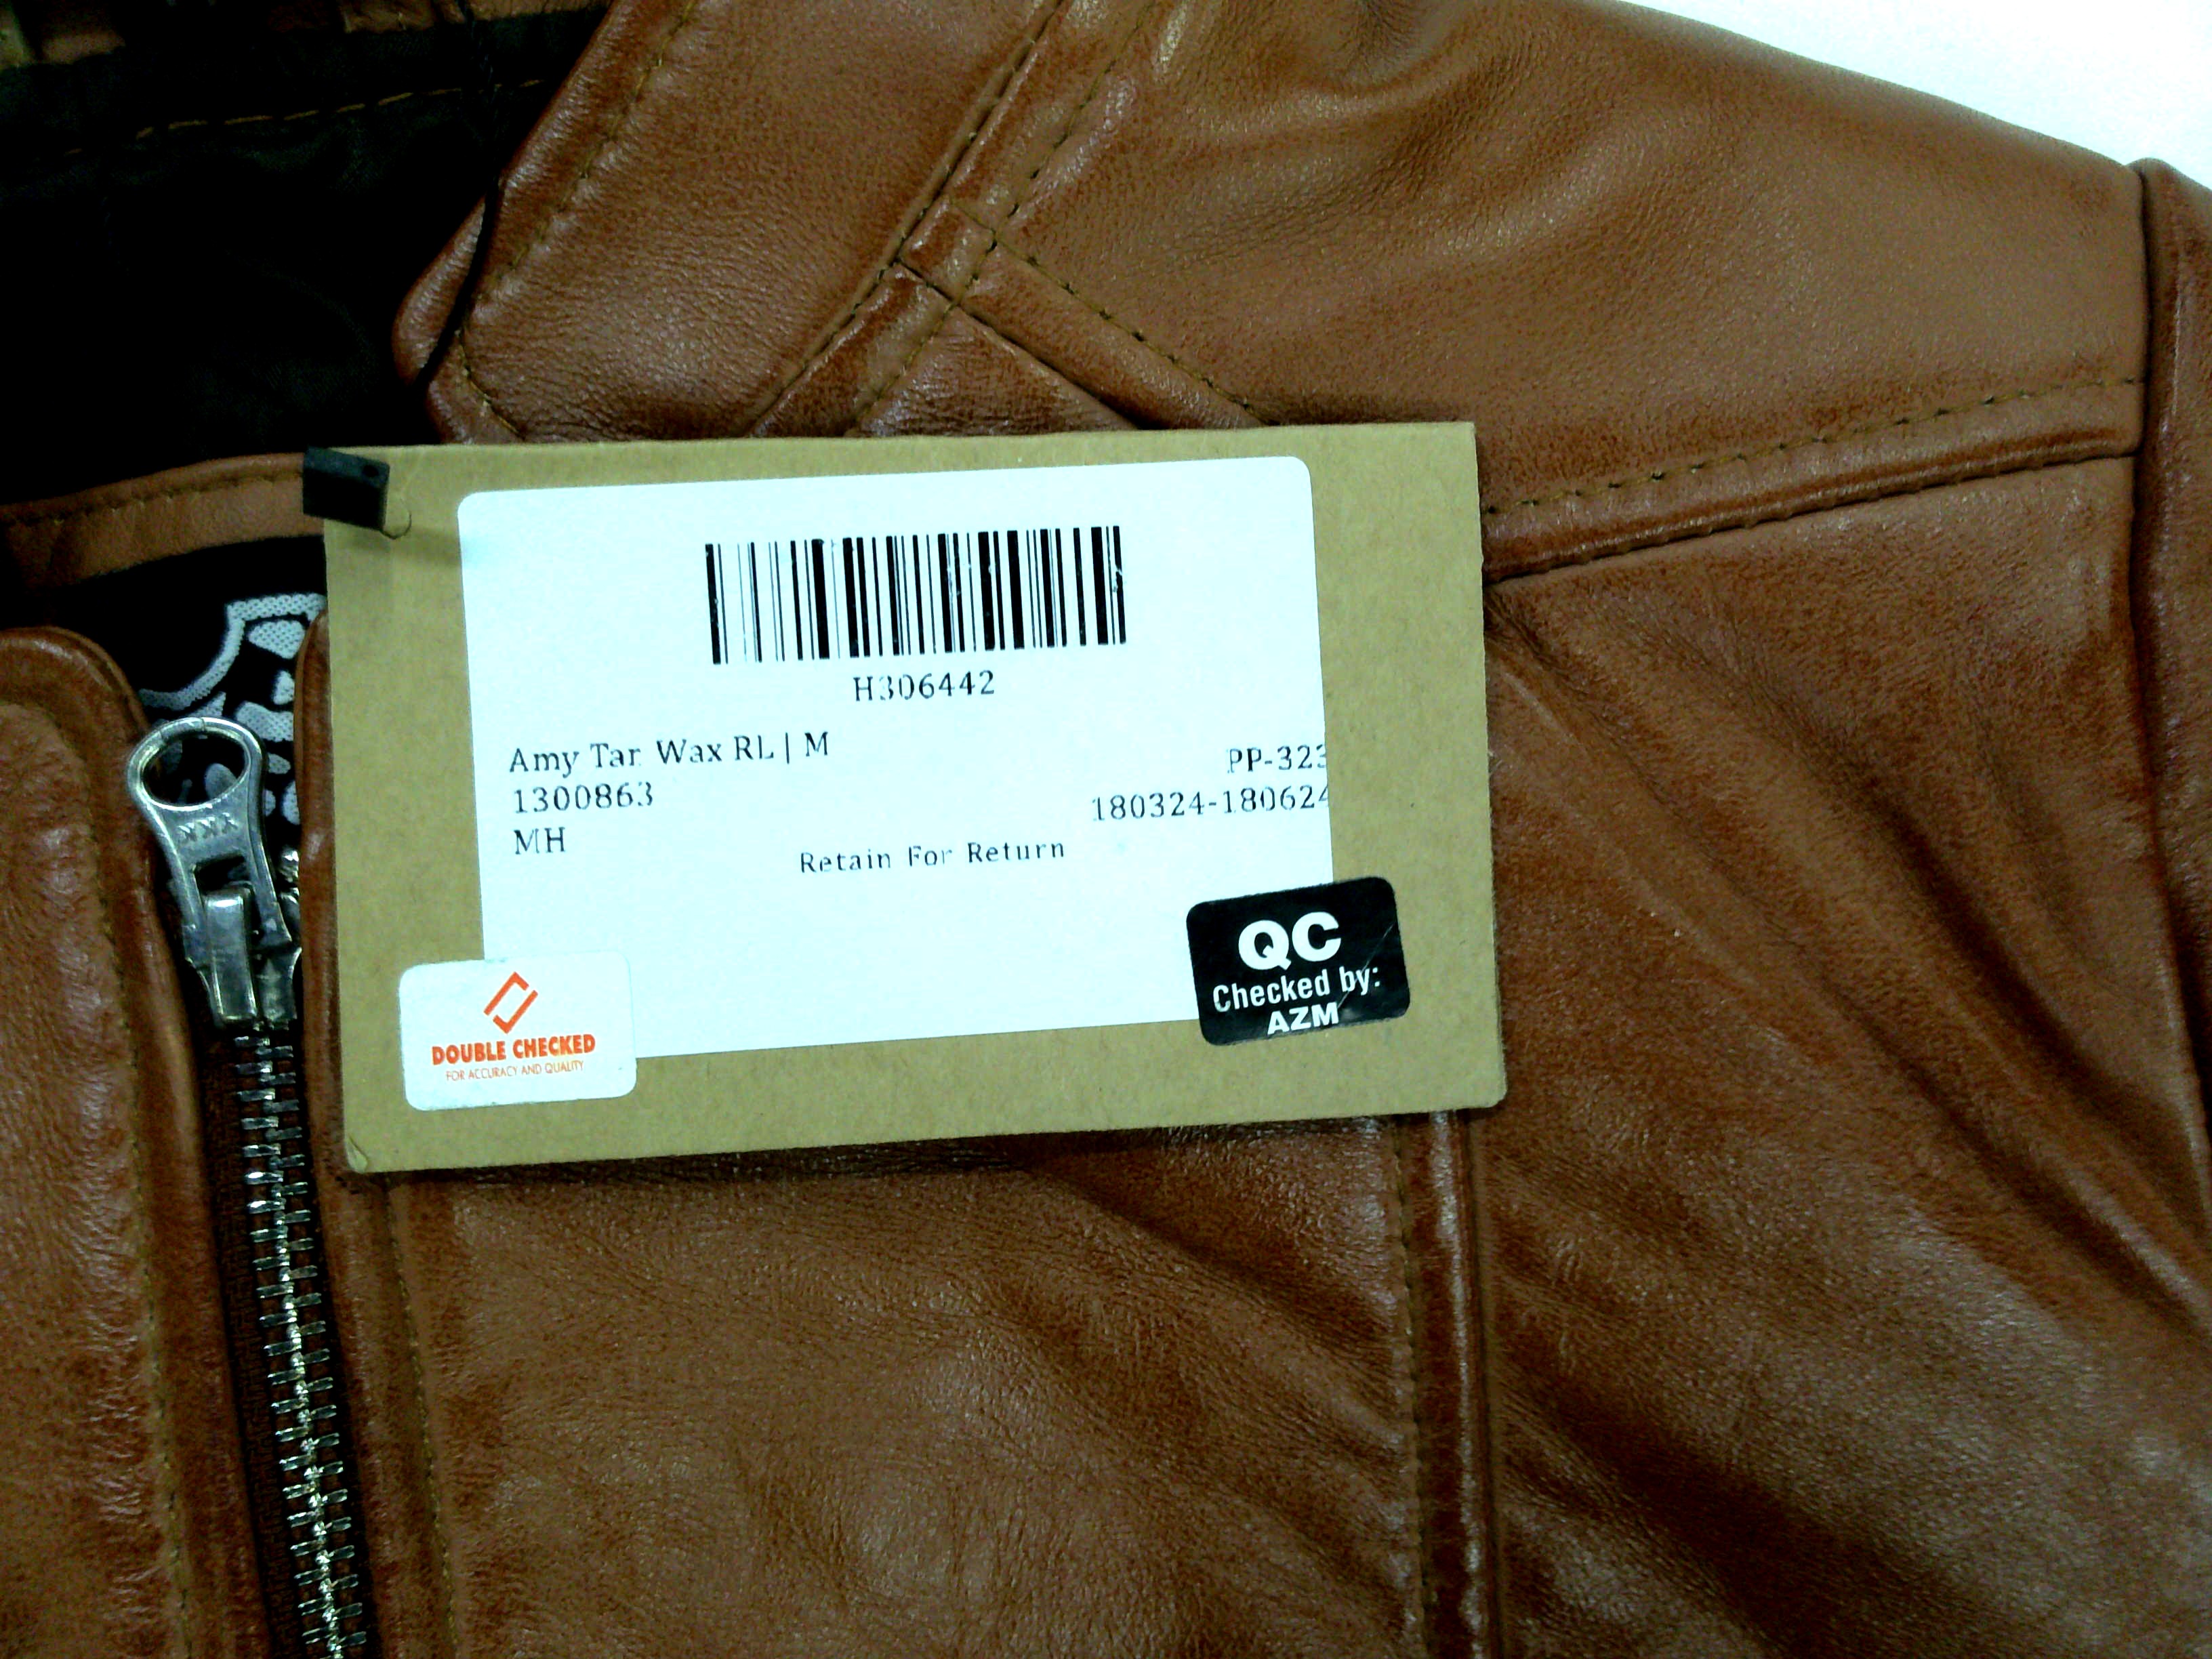 H306442
Amy Tan Wax RL | M
PP-323
1300863
180324-180624
MH
Retain For Return
QC
Checked by:
AZM
DOUBLE CHECKED
FOR ACCURACY AND QUALITY
YKK